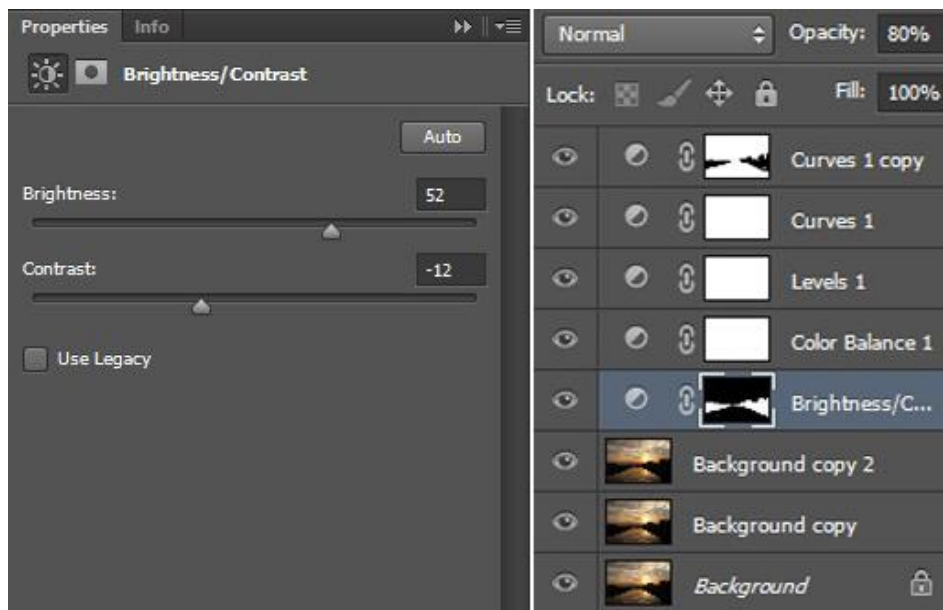 Properties Info
Brightness/Contrast
Auto
Brightness: 52
Contrast: -12
Use Legacy
Normal Opacity: 80%
Lock: Fill: 100%
Curves 1 copy
Curves 1
Levels 1
Color Balance 1
Brightness/C...
Background copy 2
Background copy
Background